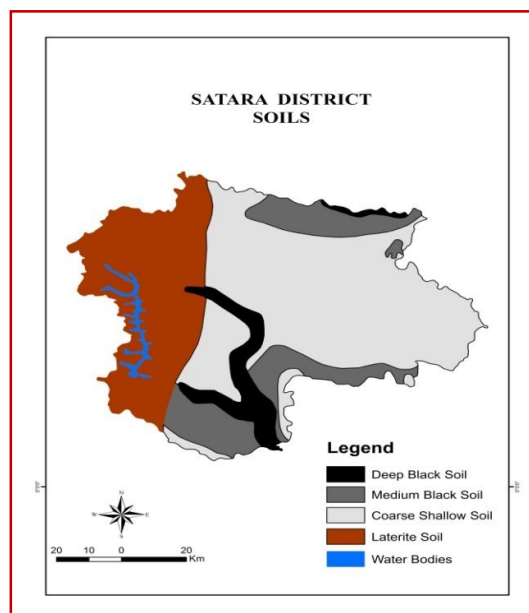 SATARA DISTRICT
SOILS
Legend
Deep Black Soil
Medium Black Soil
Coarse Shallow Soil
Laterite Soil
Water Bodies
N
W E
S
20 10 0 20
Km